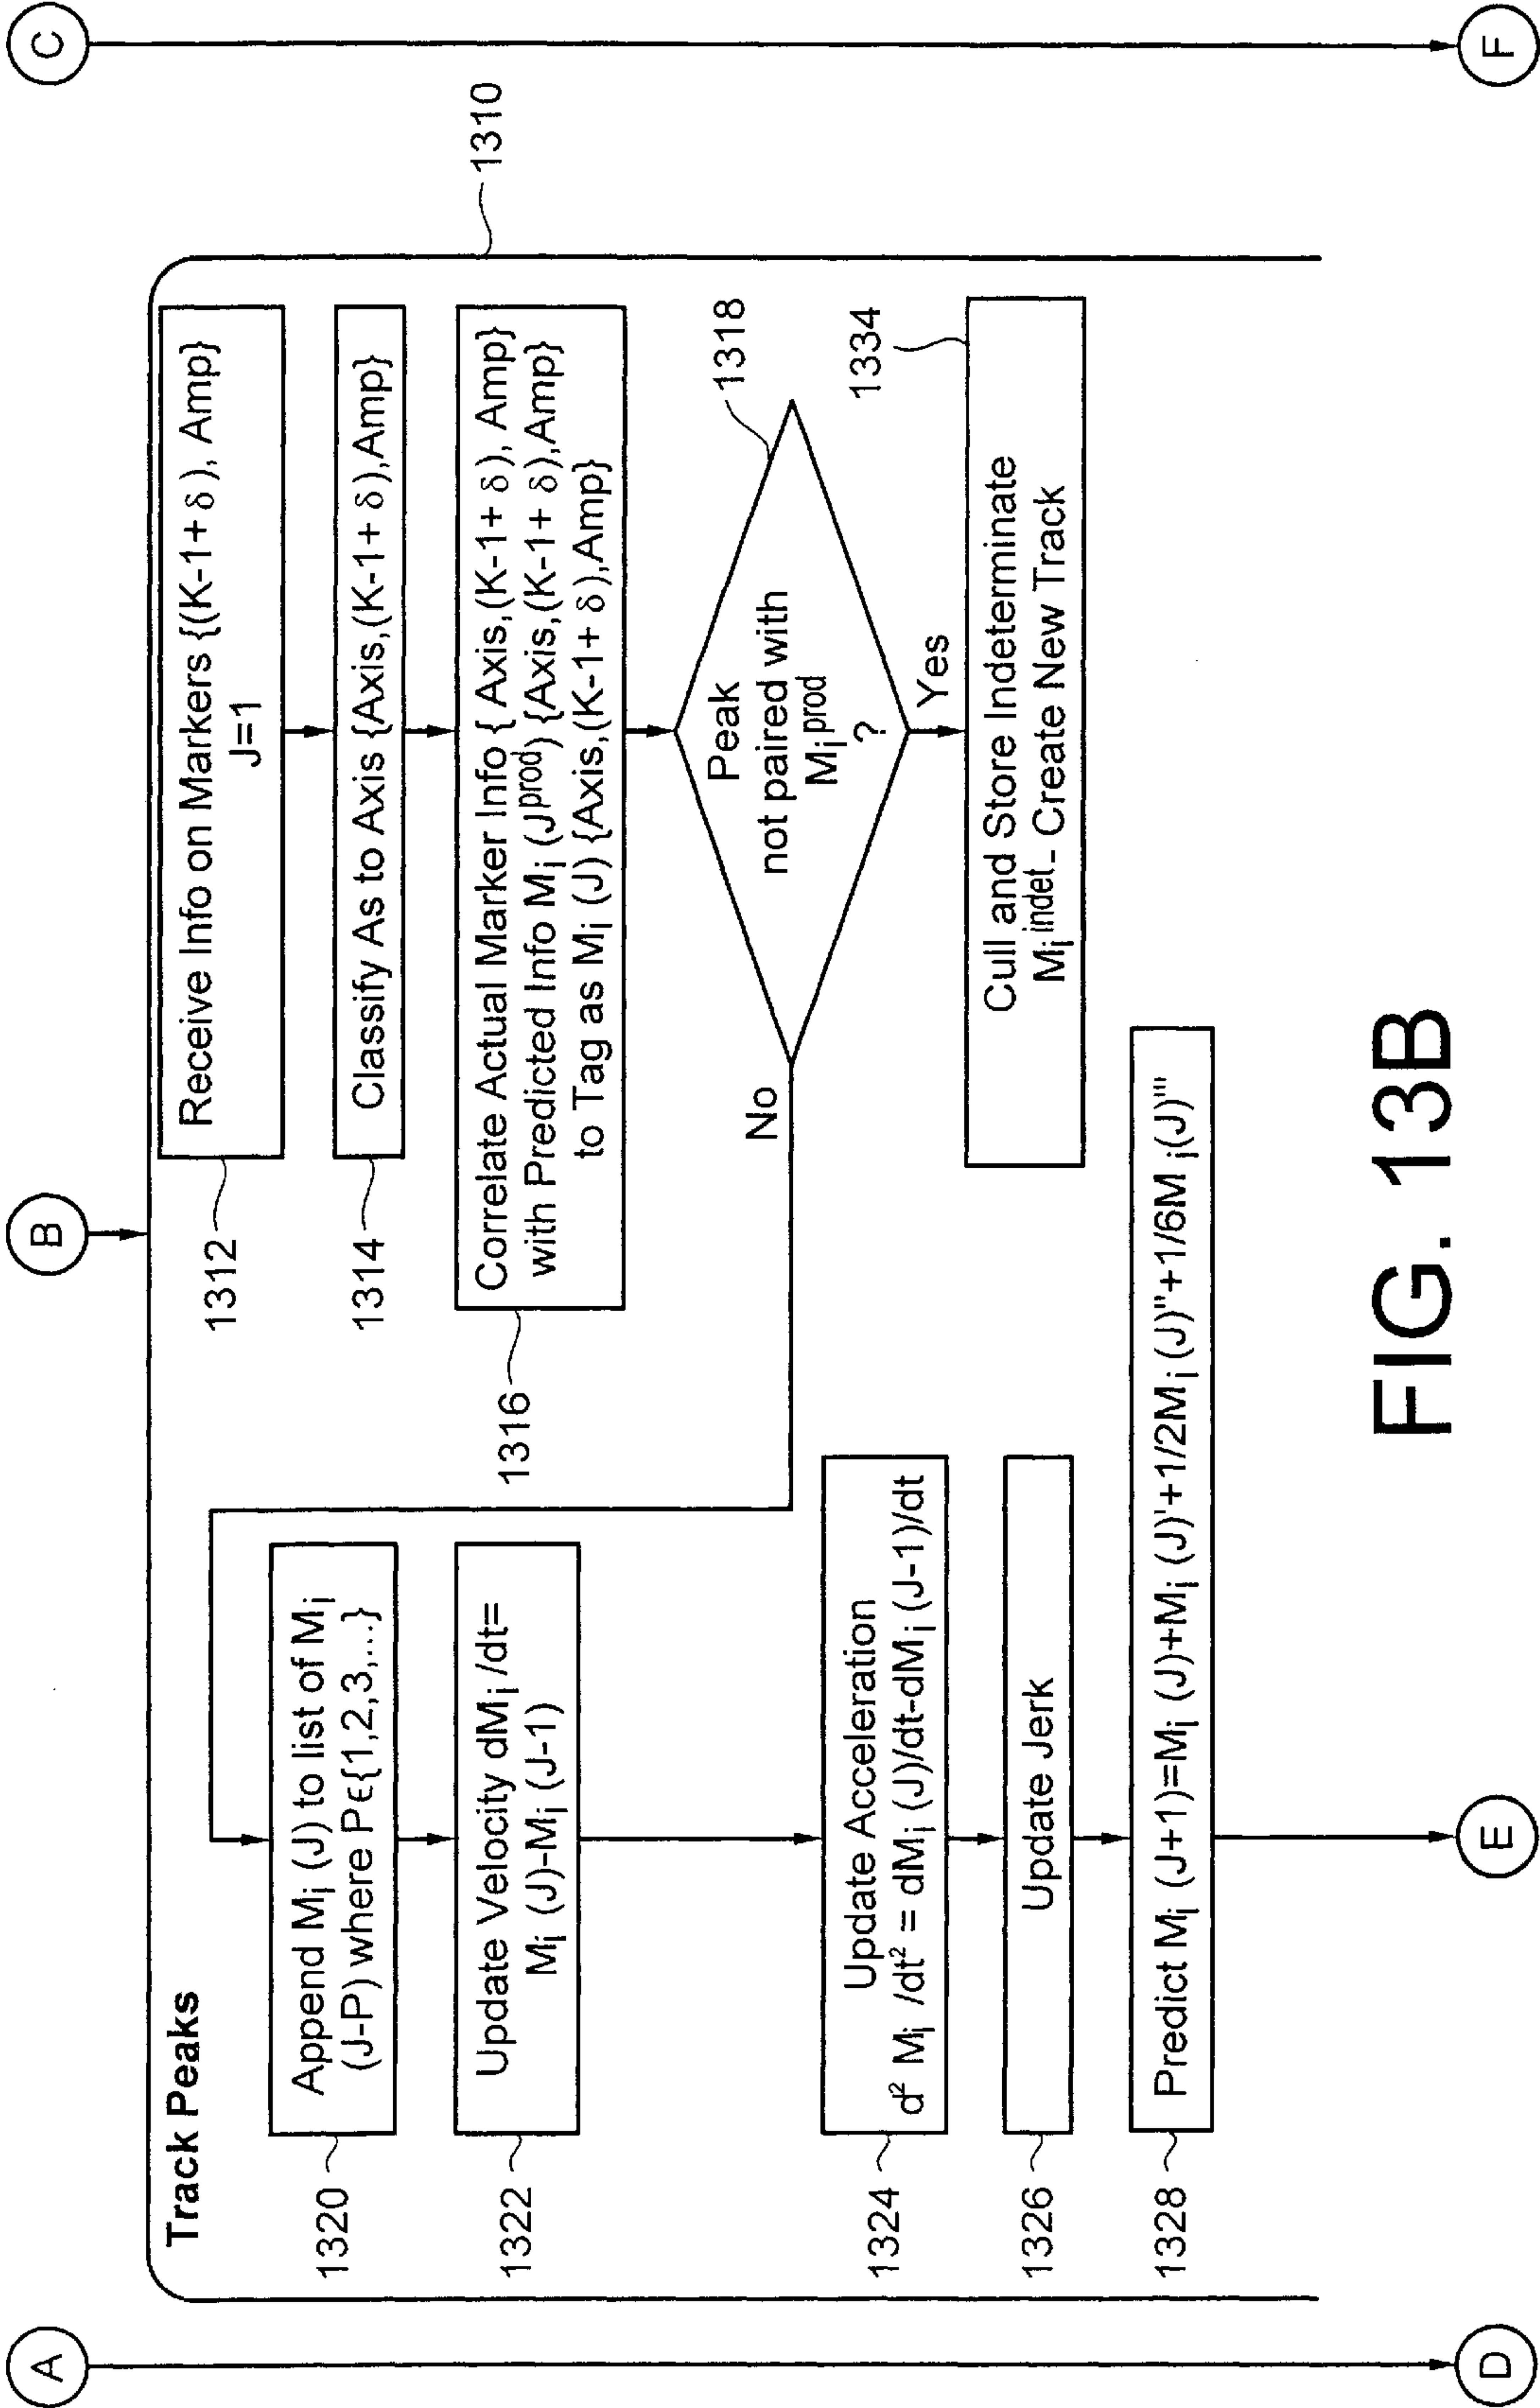 A
B
C
Track Peaks
1310
1312
Receive Info on Markers {(K-1+ δ), Amp}
J=1
1314
Classify As to Axis {Axis,(K-1+ δ),Amp}
1316
Correlate Actual Marker Info { Axis,(K-1+ δ), Amp}
with Predicted Info Mᵢ (Jᵖʳᵒᵈ) {Axis,(K-1+ δ),Amp}
to Tag as Mᵢ (J) {Axis,(K-1+ δ),Amp}
1318
Peak
not paired with
Mᵢ ᵖʳᵒᵈ
?
No
Yes
1334
Cull and Store Indeterminate
Mᵢ ⁱⁿᵈᵉᵗ- Create New Track
1320
Append Mᵢ (J) to list of Mᵢ
(J-P) where Pϵ{1,2,3,...}
1322
Update Velocity dMᵢ /dt=
Mᵢ (J)-Mᵢ (J-1)
1324
Update Acceleration
d² Mᵢ /dt² = dMᵢ (J)/dt-dMᵢ (J-1)/dt
1326
Update Jerk
1328
Predict Mᵢ (J+1)=Mᵢ (J)+Mᵢ (J)'+1/2Mᵢ (J)''+1/6M ᵢ(J)'''
D
E
F
FIG. 13B